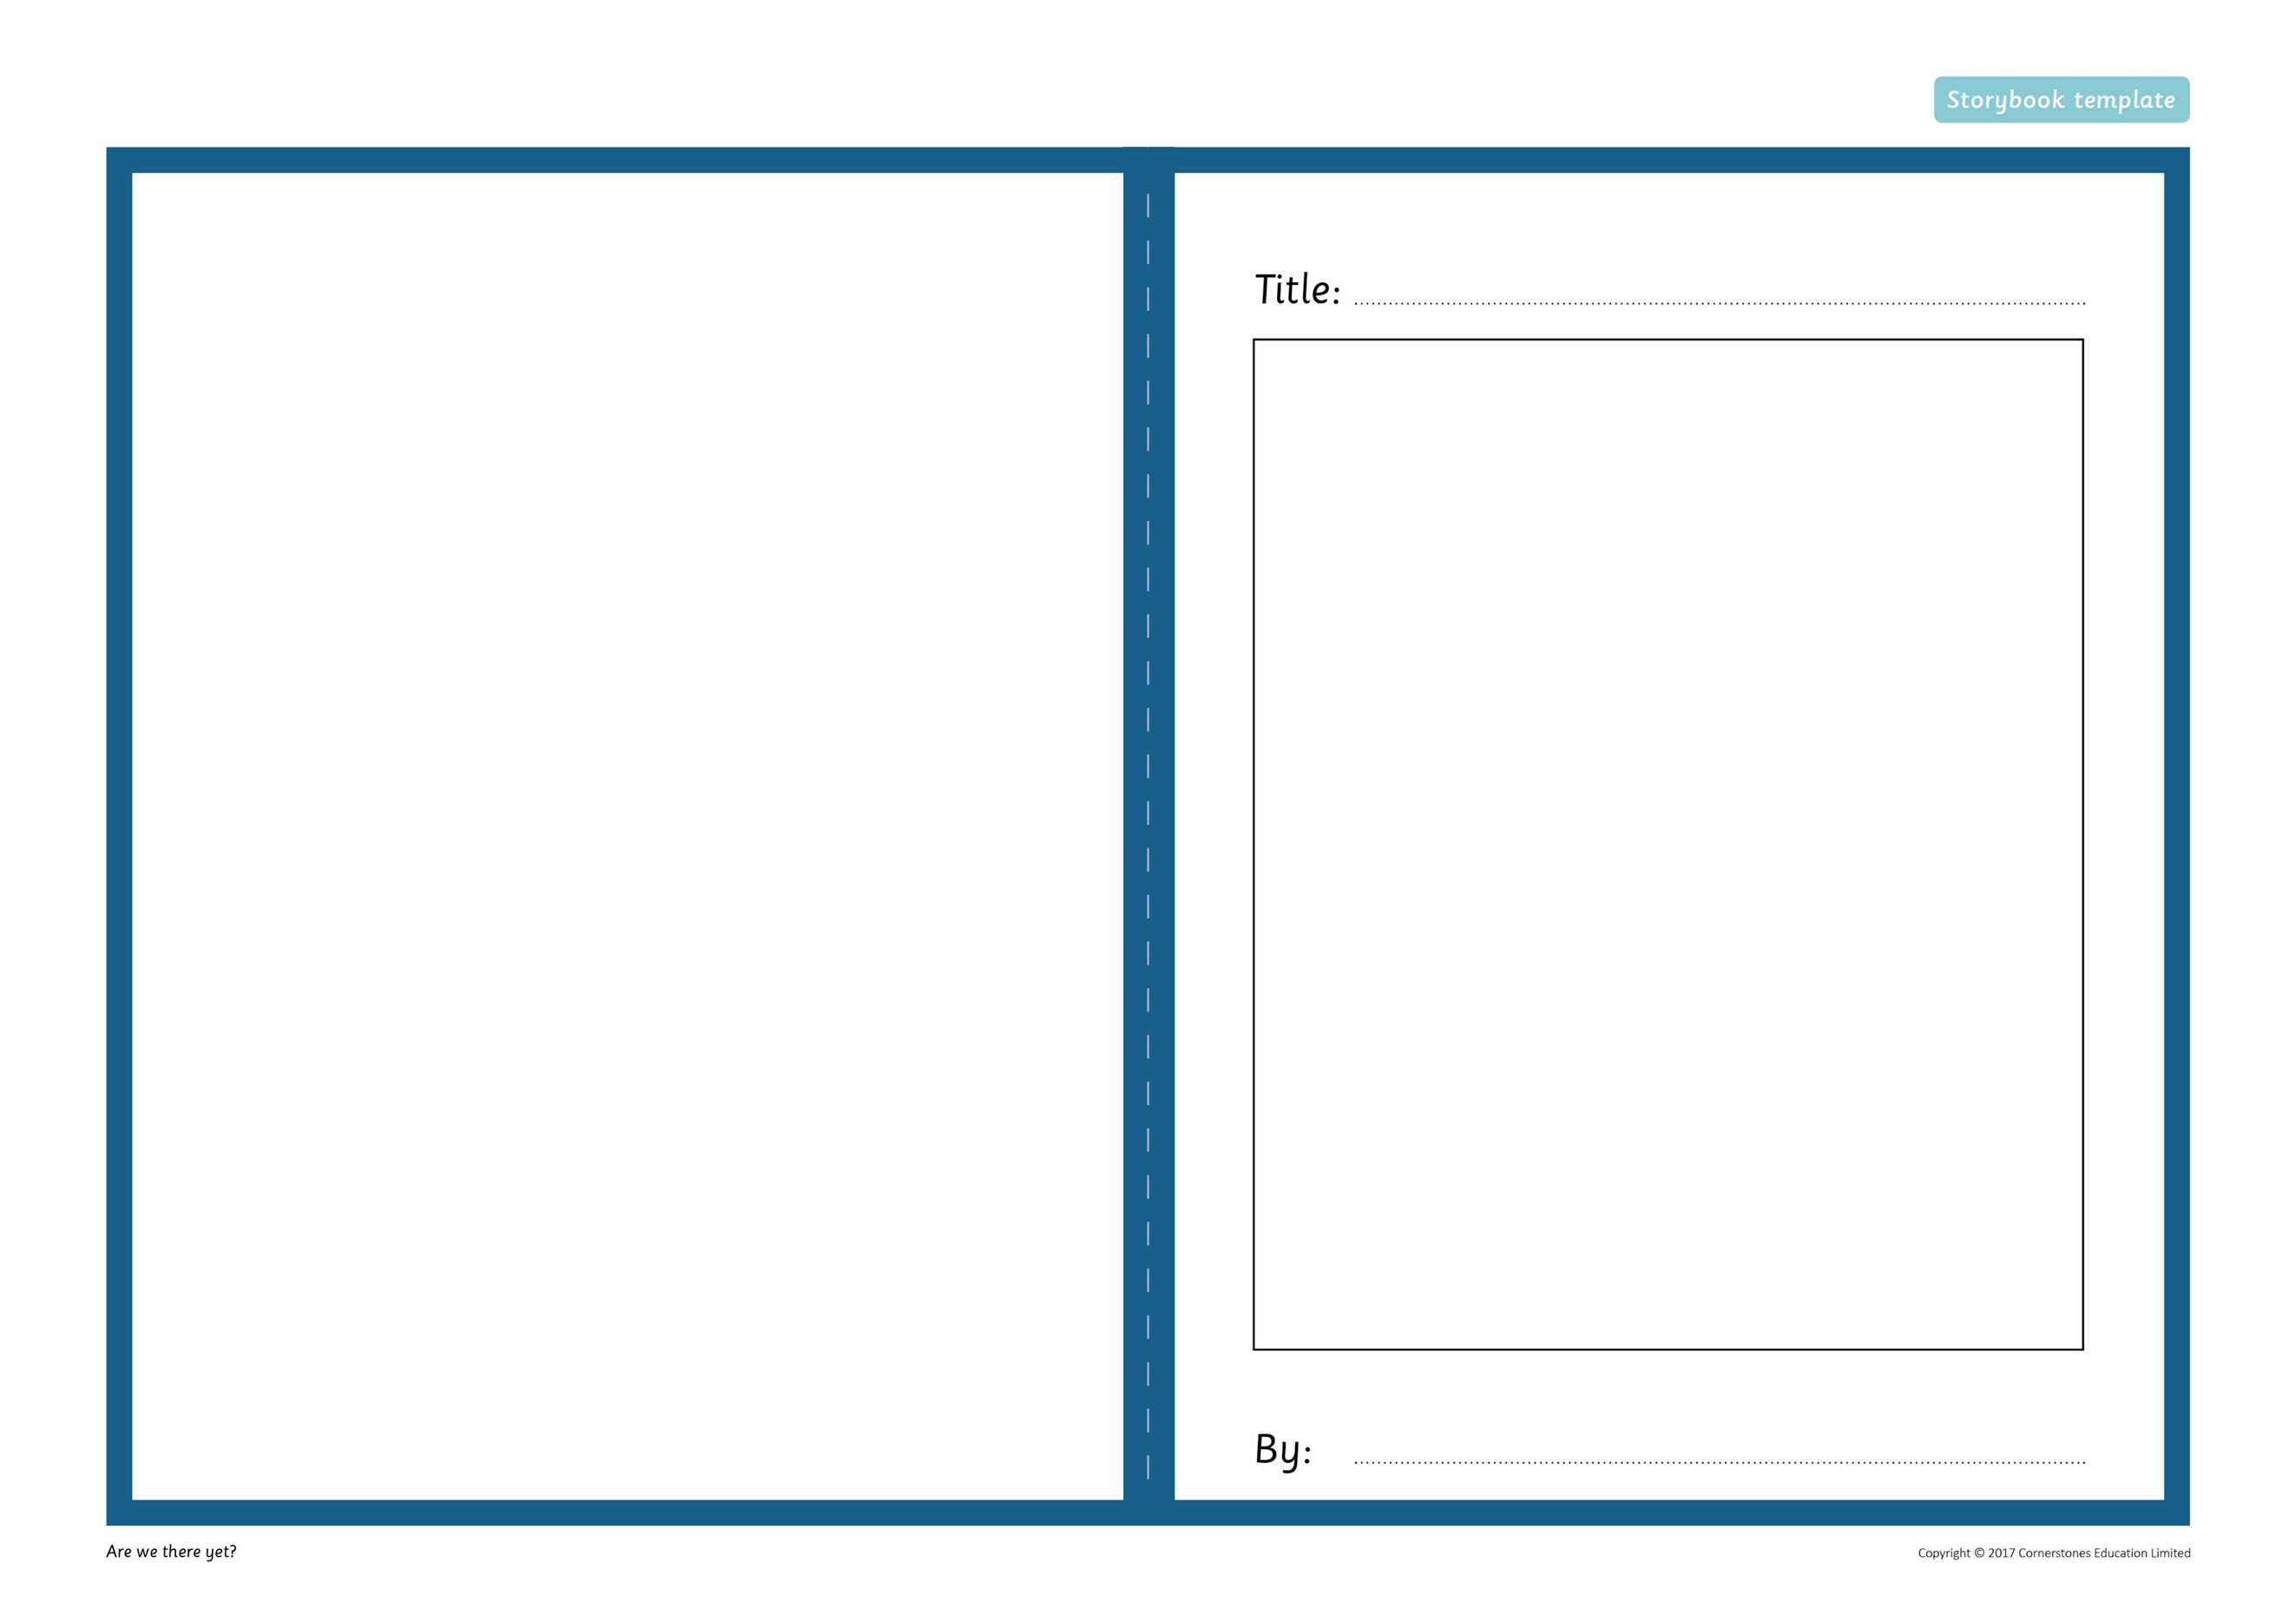 Storybook template
Title:
By:
Are we there yet?
Copyright © 2017 Cornerstones Education Limited